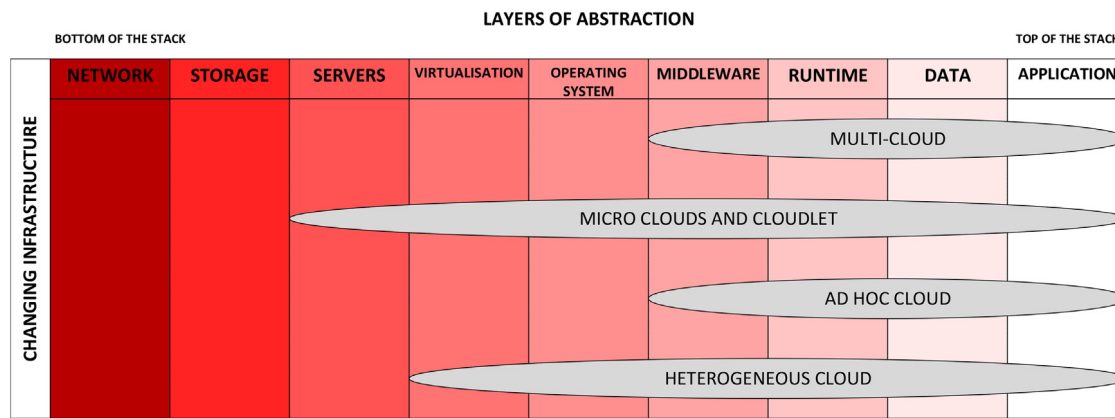 LAYERS OF ABSTRACTION
BOTTOM OF THE STACK
TOP OF THE STACK
NETWORK
STORAGE
SERVERS
VIRTUALISATION
OPERATING
SYSTEM
MIDDLEWARE
RUNTIME
DATA
APPLICATION
CHANGING INFRASTRUCTURE
MULTI-CLOUD
MICRO CLOUDS AND CLOUDLET
AD HOC CLOUD
HETEROGENEOUS CLOUD